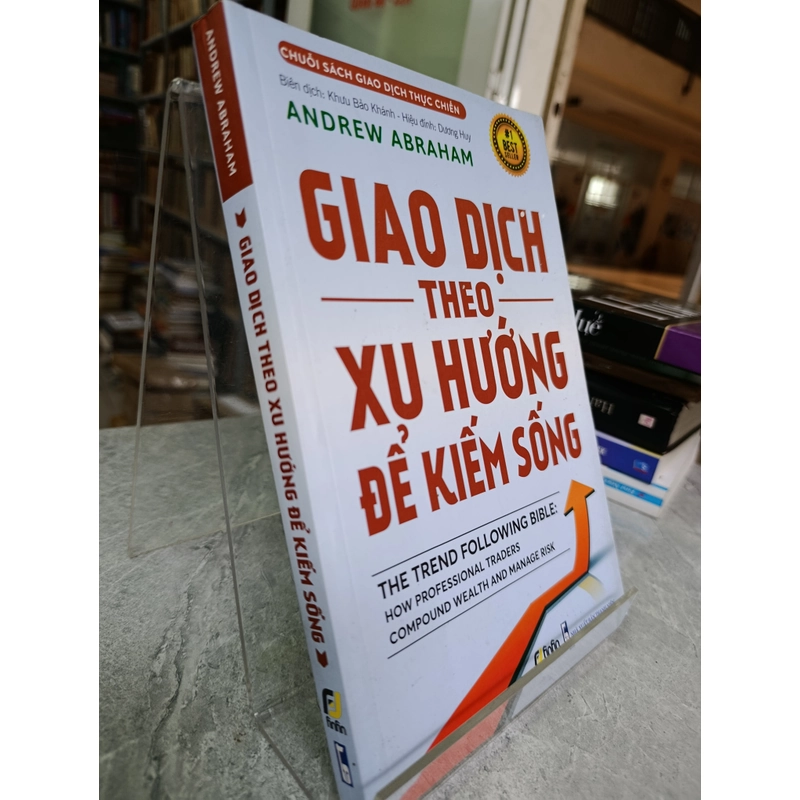 CHUỖI SÁCH GIAO DỊCH THỰC CHIẾN
Biên dịch: Khưu Bảo Khánh - Hiệu đính: Dương Huy
ANDREW ABRAHAM
#1
BEST
SELLER
GIAO DỊCH
THEO
XU HƯỚNG
ĐỂ KIẾM SỐNG
THE TREND FOLLOWING BIBLE:
HOW PROFESSIONAL TRADERS
COMPOUND WEALTH AND MANAGE RISK
finfin
ANDREW ABRAHAM
GIAO DỊCH THEO XU HƯỚNG ĐỂ KIẾM SỐNG
finfin